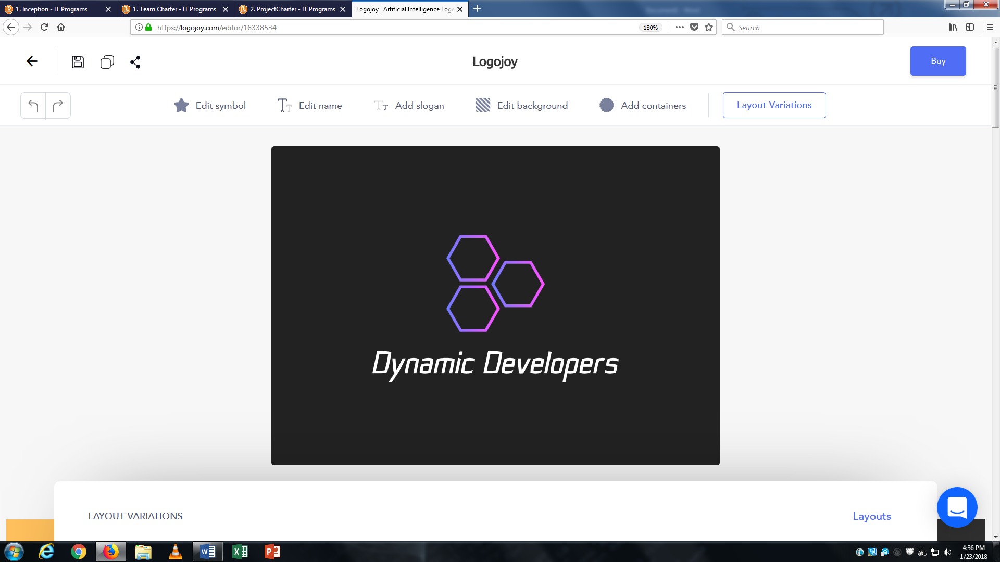 1. Inception - IT Programs
1. Team Charter - IT Programs
2. ProjectCharter - IT Programs
Logojoy | Artificial Intelligence Log
https://logojoy.com/editor/16338534
130%
Search
Logojoy
Buy
Edit symbol
Edit name
Add slogan
Edit background
Add containers
Layout Variations
Dynamic Developers
LAYOUT VARIATIONS
Layouts
4:36 PM
1/23/2018